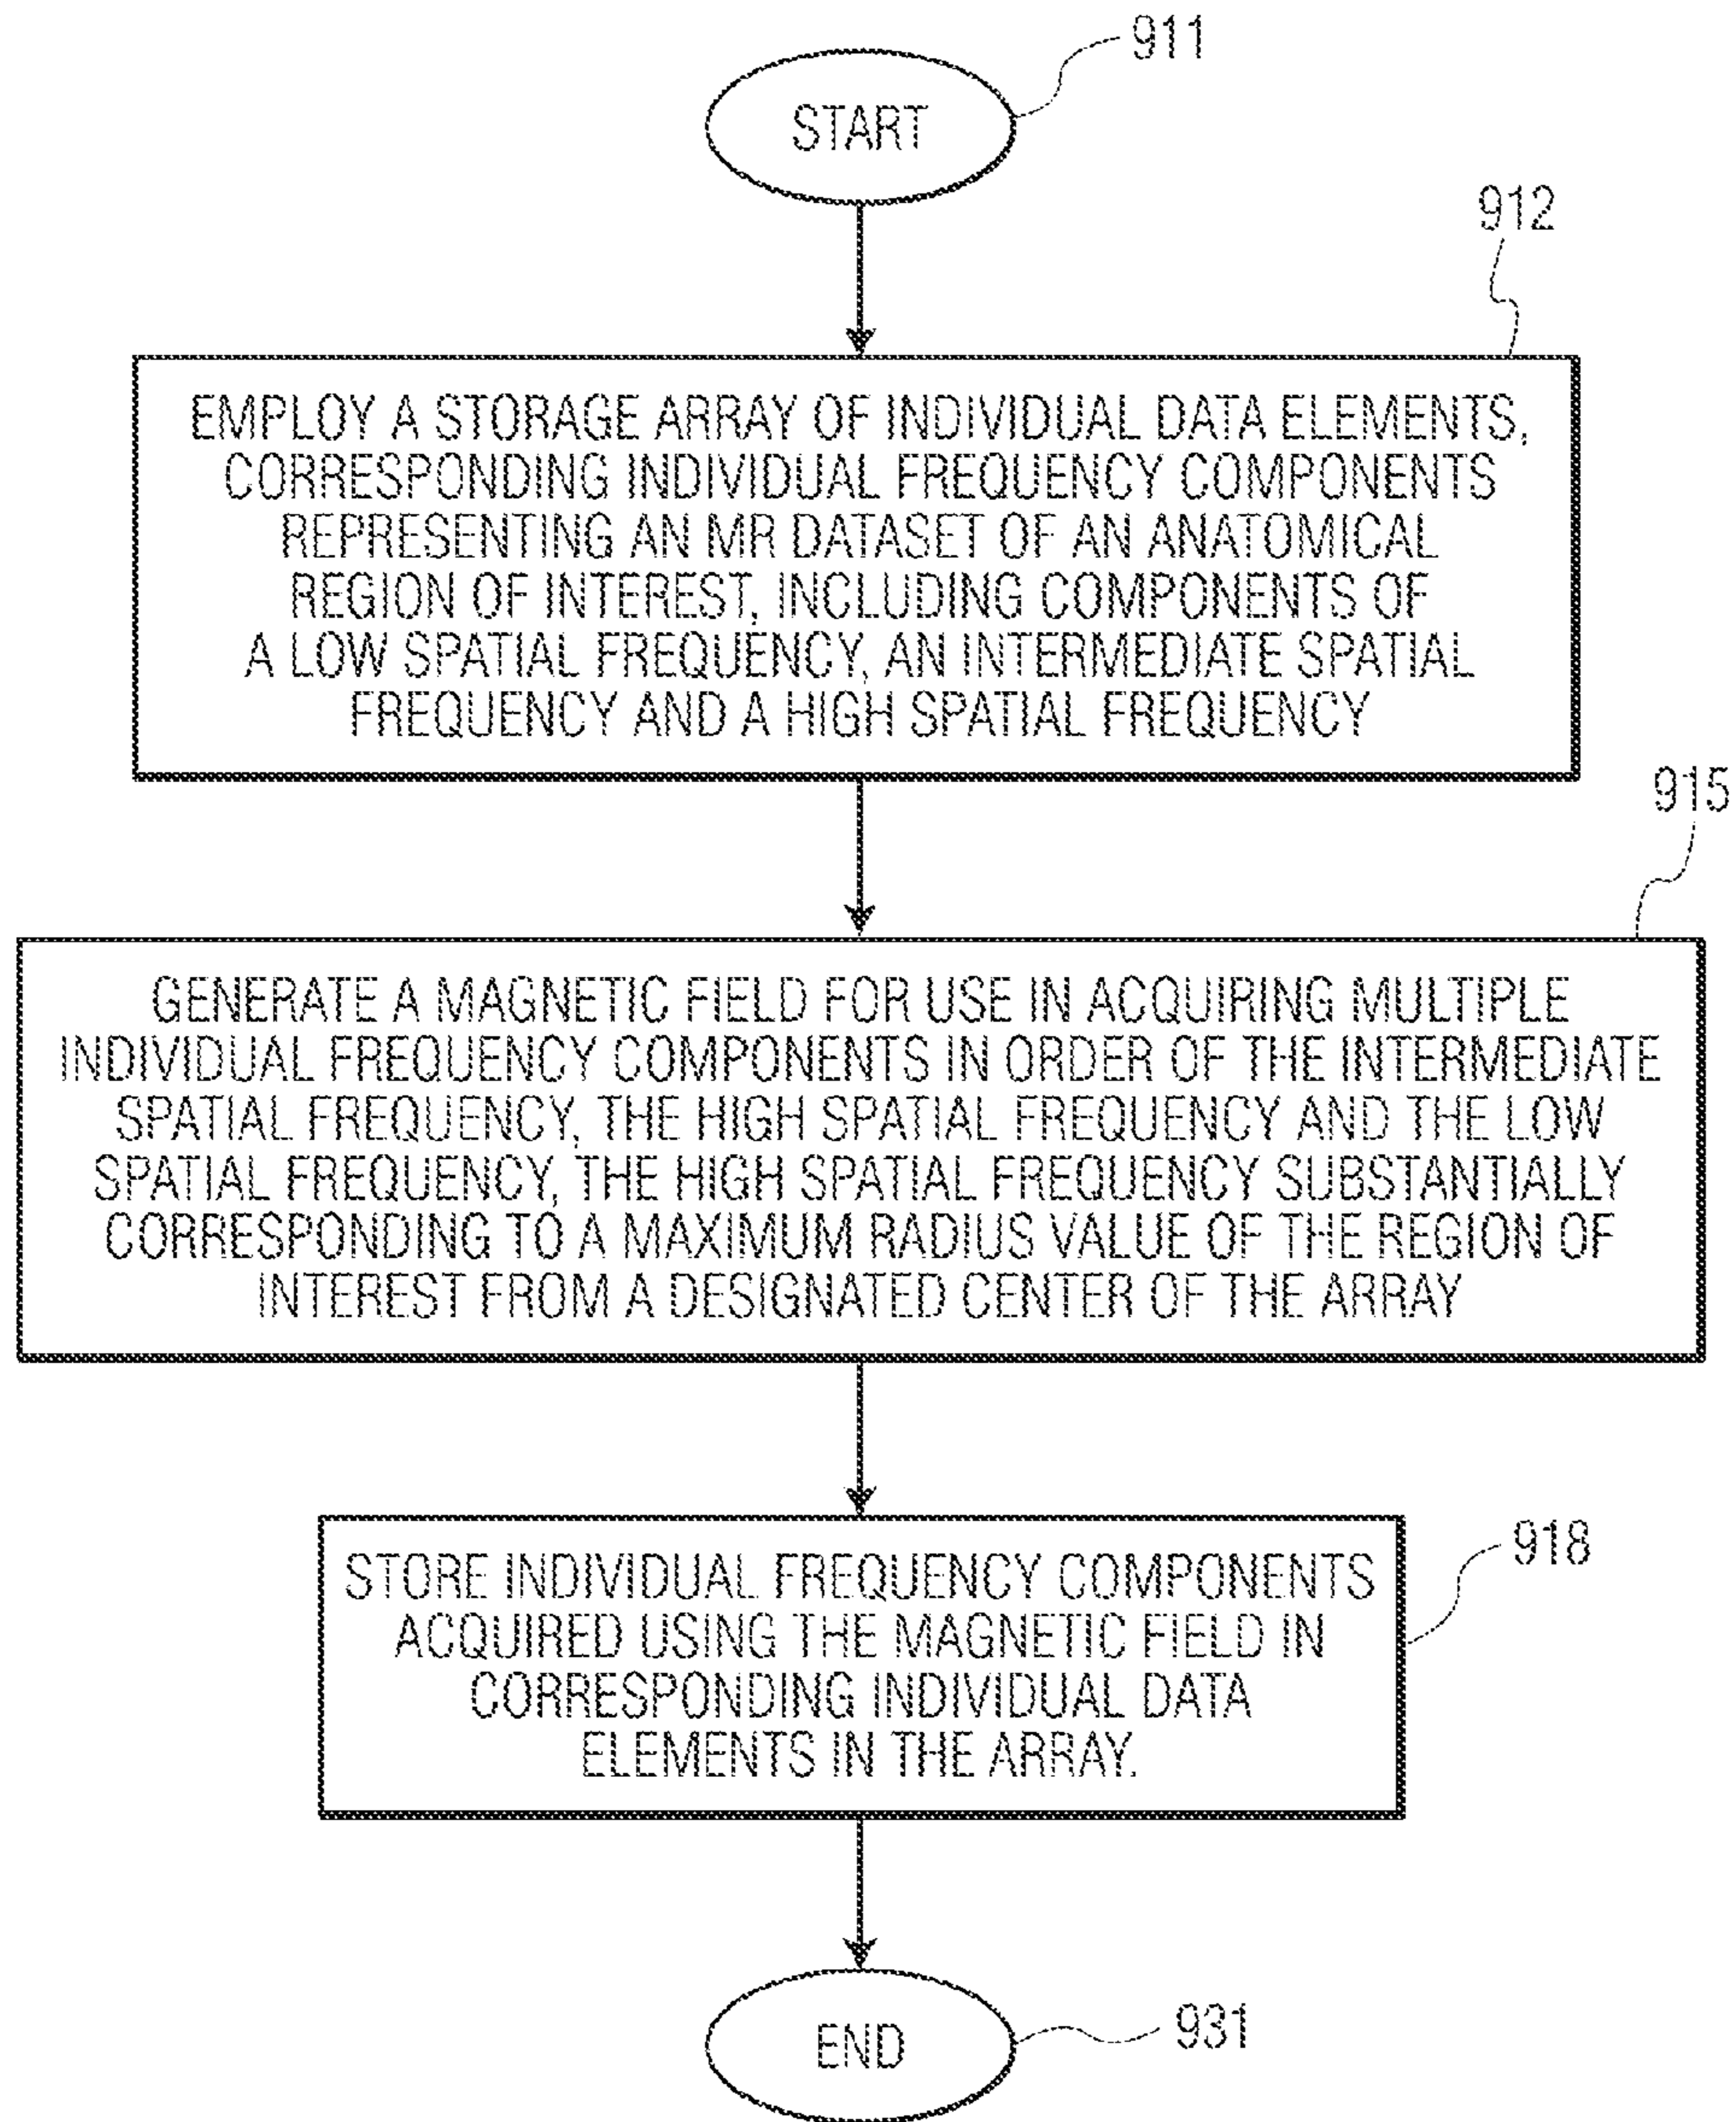 911
START
912
EMPLOY A STORAGE ARRAY OF INDIVIDUAL DATA ELEMENTS,
CORRESPONDING INDIVIDUAL FREQUENCY COMPONENTS
REPRESENTING AN MR DATASET OF AN ANATOMICAL
REGION OF INTEREST, INCLUDING COMPONENTS OF
A LOW SPATIAL FREQUENCY, AN INTERMEDIATE SPATIAL
FREQUENCY AND A HIGH SPATIAL FREQUENCY
915
GENERATE A MAGNETIC FIELD FOR USE IN ACQUIRING MULTIPLE
INDIVIDUAL FREQUENCY COMPONENTS IN ORDER OF THE INTERMEDIATE
SPATIAL FREQUENCY, THE HIGH SPATIAL FREQUENCY AND THE LOW
SPATIAL FREQUENCY, THE HIGH SPATIAL FREQUENCY SUBSTANTIALLY
CORRESPONDING TO A MAXIMUM RADIUS VALUE OF THE REGION OF
INTEREST FROM A DESIGNATED CENTER OF THE ARRAY
918
STORE INDIVIDUAL FREQUENCY COMPONENTS
ACQUIRED USING THE MAGNETIC FIELD IN
CORRESPONDING INDIVIDUAL DATA
ELEMENTS IN THE ARRAY.
END
931